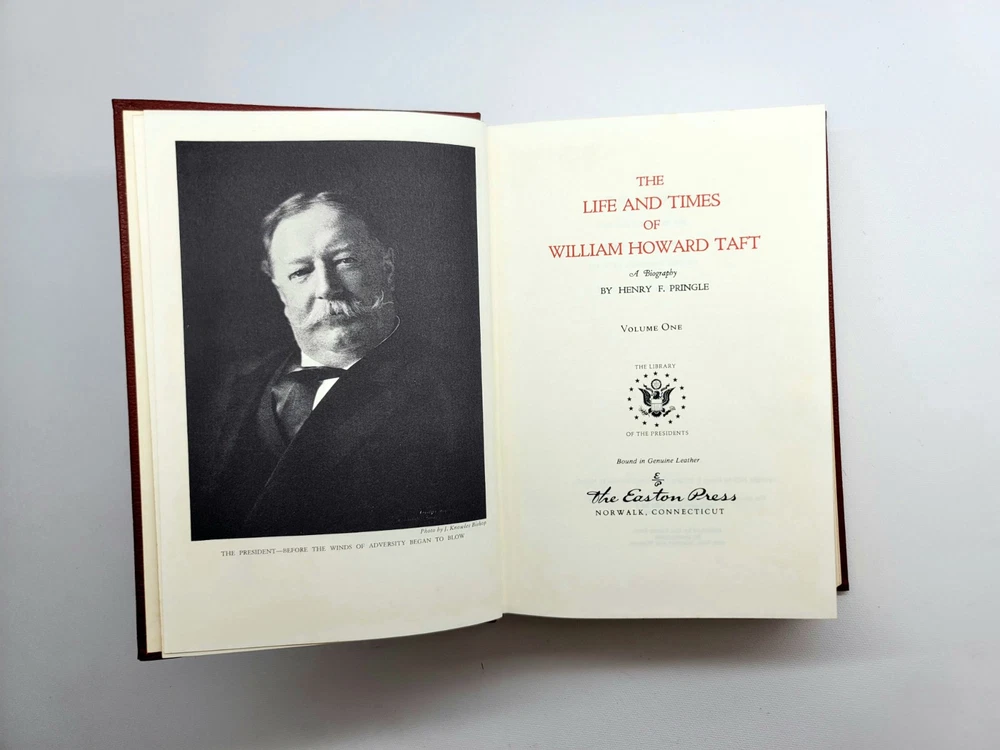 Photo by J. Knowles Bishop
THE PRESIDENT—BEFORE THE WINDS OF ADVERSITY BEGAN TO BLOW
THE
LIFE AND TIMES
OF
WILLIAM HOWARD TAFT
A Biography
BY HENRY F. PRINGLE
VOLUME ONE
THE LIBRARY
OF THE PRESIDENTS
Bound in Genuine Leather
E
P
The Easton Press
NORWALK, CONNECTICUT